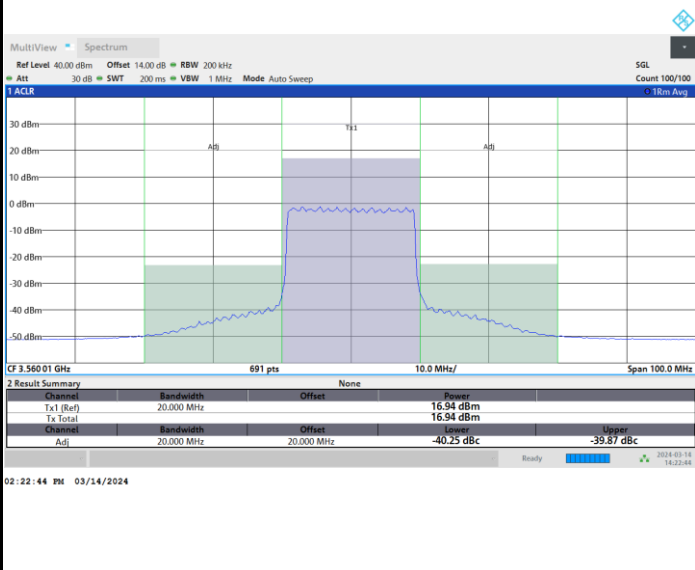 MultiView Spectrum
Ref Level 40.00 dBm Offset 14.00 dB RBW 200 kHz SGL
Att 30 dB SWT 200 ms VBW 1 MHz Mode Auto Sweep Count 100/100
1 ACLR 1Rm Avg
30 dBm
Tx1
20 dBm Adj Adj
10 dBm
0 dBm
-10 dBm
-20 dBm
-30 dBm
-40 dBm
-50 dBm
CF 3.560 01 GHz 691 pts 10.0 MHz/ Span 100.0 MHz
2 Result Summary None
Channel Bandwidth Offset Power
Tx1 (Ref) 20.000 MHz 16.94 dBm
Tx Total 16.94 dBm
Channel Bandwidth Offset Lower Upper
Adj 20.000 MHz 20.000 MHz -40.25 dBc -39.87 dBc
Ready 2024-03-14
14:22:44
02:22:44 PM 03/14/2024